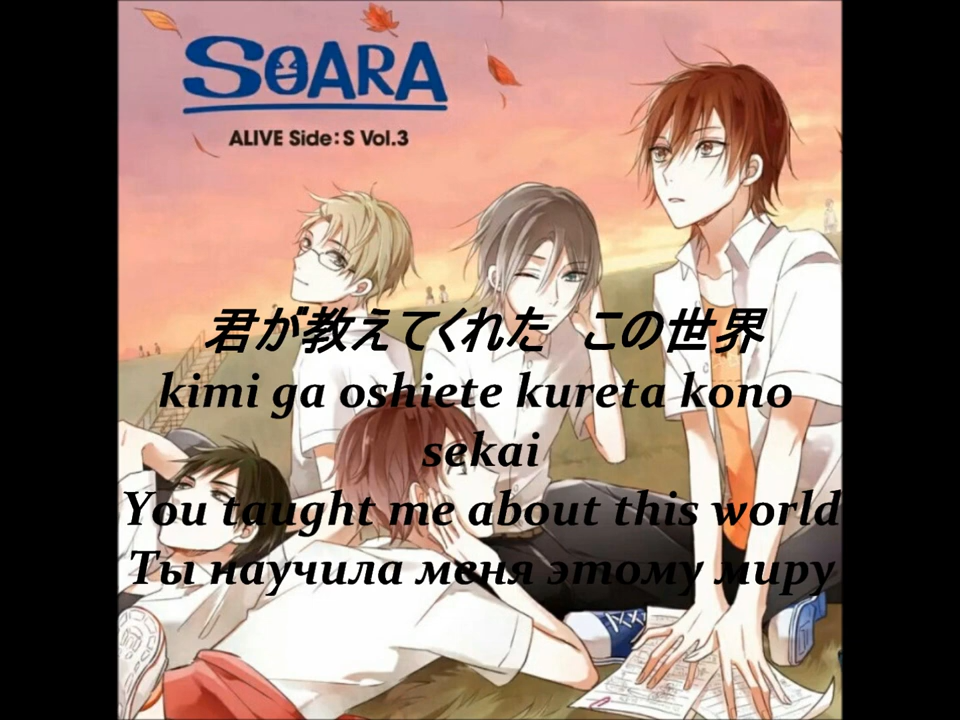 SOARA
ALIVE Side:S Vol.3
君が教えてくれた　この世界
kimi ga oshiete kureta kono
sekai
You taught me about this world
Ты научила меня этому миру